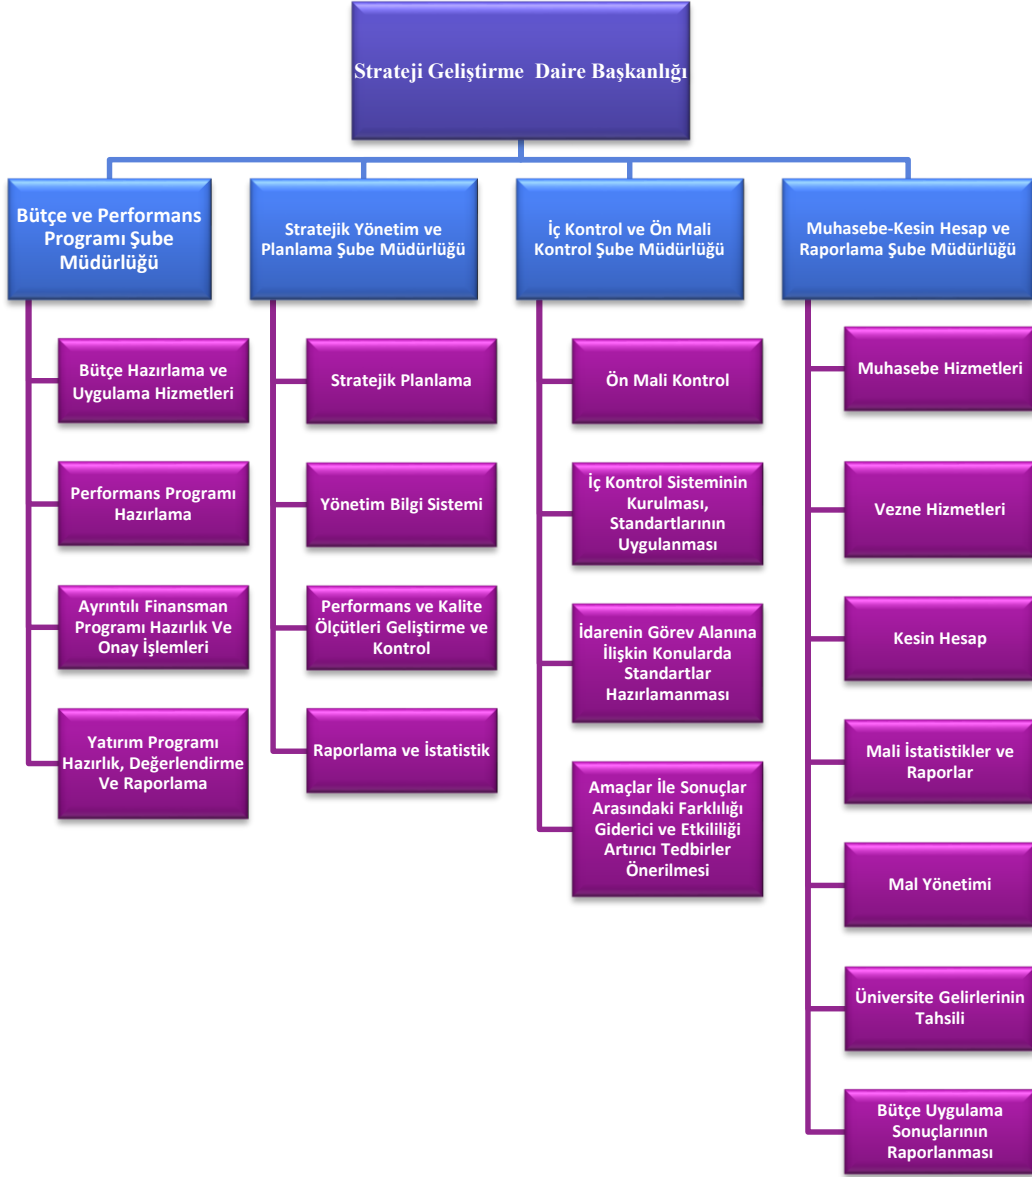 Strateji Geliştirme Daire Başkanlığı
Bütçe ve Performans
Programı Şube
Müdürlüğü
Bütçe Hazırlama ve
Uygulama Hizmetleri
Performans Programı
Hazırlama
Ayrıntılı Finansman
Programı Hazırlık Ve
Onay İşlemleri
Yatırım Programı
Hazırlık, Değerlendirme
Ve Raporlama
Stratejik Yönetim ve
Planlama Şube Müdürlüğü
Stratejik Planlama
Yönetim Bilgi Sistemi
Performans ve Kalite
Ölçütleri Geliştirme ve
Kontrol
Raporlama ve İstatistik
İç Kontrol ve Ön Mali
Kontrol Şube Müdürlüğü
Ön Mali Kontrol
İç Kontrol Sisteminin
Kurulması,
Standartlarının
Uygulanması
İdarenin Görev Alanına
İlişkin Konularda
Standartlar
Hazırlamanması
Amaçlar İle Sonuçlar
Arasındaki Farklılığı
Giderici ve Etkililiği
Artırıcı Tedbirler
Önerilmesi
Muhasebe-Kesin Hesap ve
Raporlama Şube Müdürlüğü
Muhasebe Hizmetleri
Vezne Hizmetleri
Kesin Hesap
Mali İstatistikler ve
Raporlar
Mal Yönetimi
Üniversite Gelirlerinin
Tahsili
Bütçe Uygulama
Sonuçlarının
Raporlanması